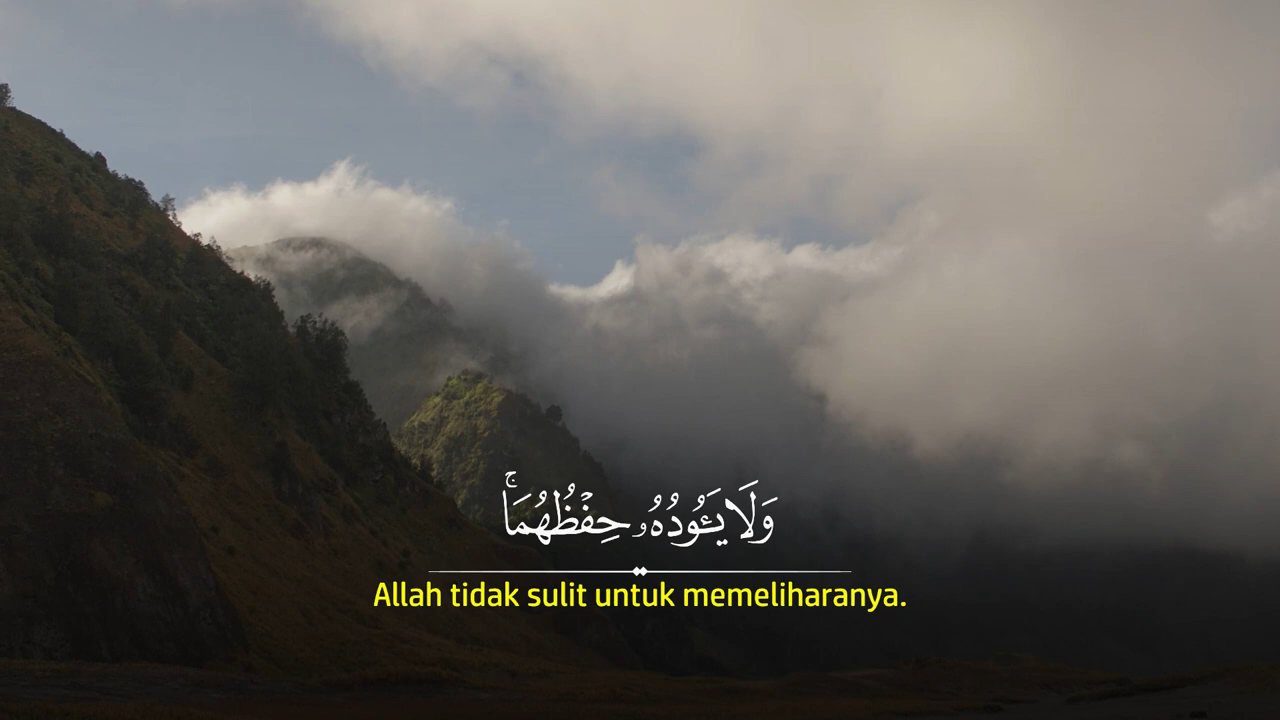 وَلَا يَـُٔودُهُۥ حِفْظُهُمَاۚ
Allah tidak sulit untuk memeliharanya.